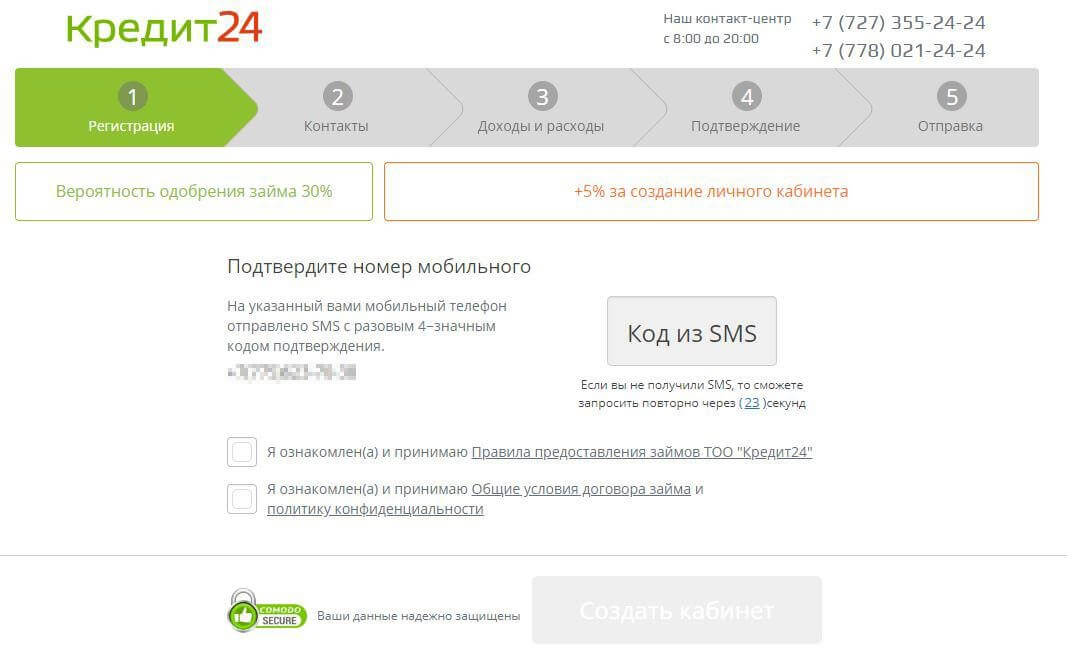 Кредит24
Наш контакт-центр
с 8:00 до 20:00
+7 (727) 355-24-24
+7 (778) 021-24-24
1
Регистрация
2
Контакты
3
Доходы и расходы
4
Подтверждение
5
Отправка
Вероятность одобрения займа 30%
+5% за создание личного кабинета
Подтвердите номер мобильного
На указанный вами мобильный телефон
отправлено SMS с разовым 4–значным
кодом подтверждения.
Код из SMS
Если вы не получили SMS, то сможете
запросить повторно через ( 23 )секунд
Я ознакомлен(а) и принимаю Правила предоставления займов ТОО "Кредит24"
Я ознакомлен(а) и принимаю Общие условия договора займа и
политику конфиденциальности
COMODO
SECURE
Ваши данные надежно защищены
Создать кабинет